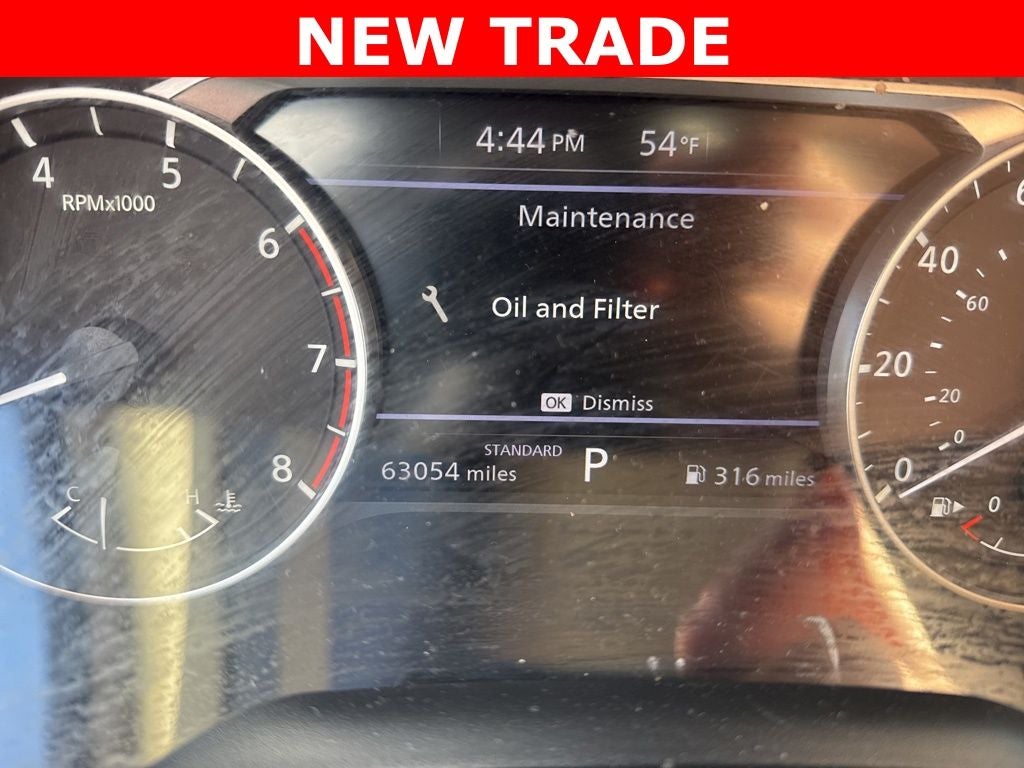 NEW TRADE
4:44 PM 54°F
Maintenance
Oil and Filter
OK Dismiss
STANDARD
63054 miles P 316 miles
4 5 6 7 8
RPMx1000
C H
0 20 40 6
0 20 60
0